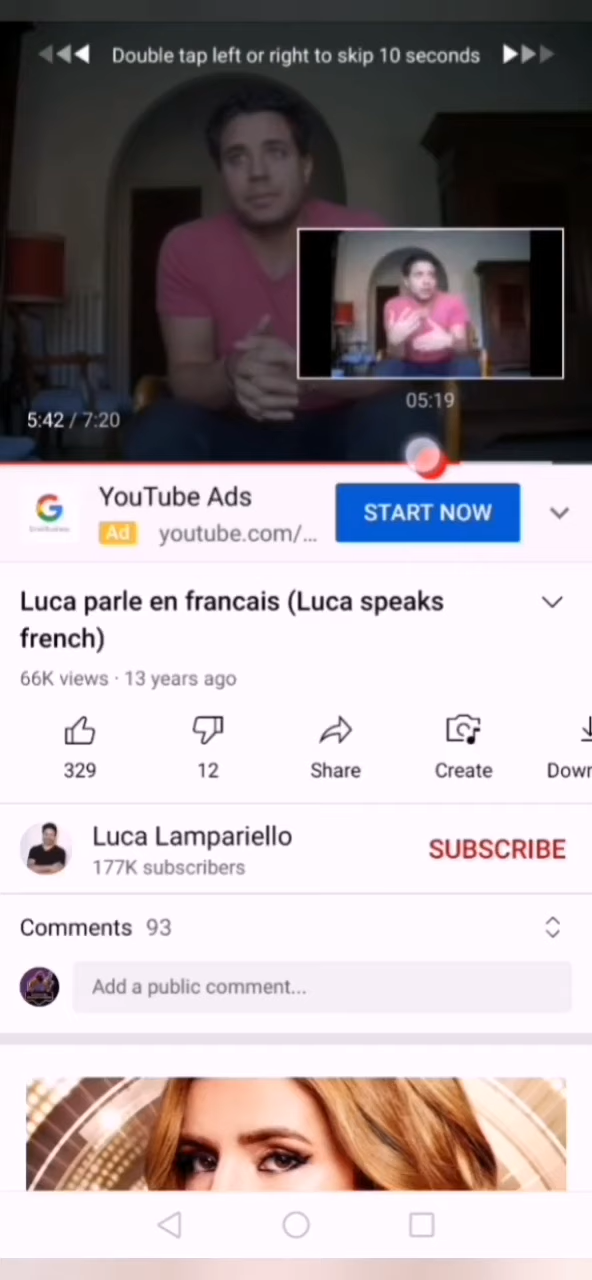 Double tap left or right to skip 10 seconds
05:19
5:42 / 7:20
YouTube Ads
START NOW
Ad youtube.com/...
Luca parle en francais (Luca speaks
french)
66K views · 13 years ago
329
12
Share
Create
Down
Luca Lampariello
177K subscribers
SUBSCRIBE
Comments 93
Add a public comment...